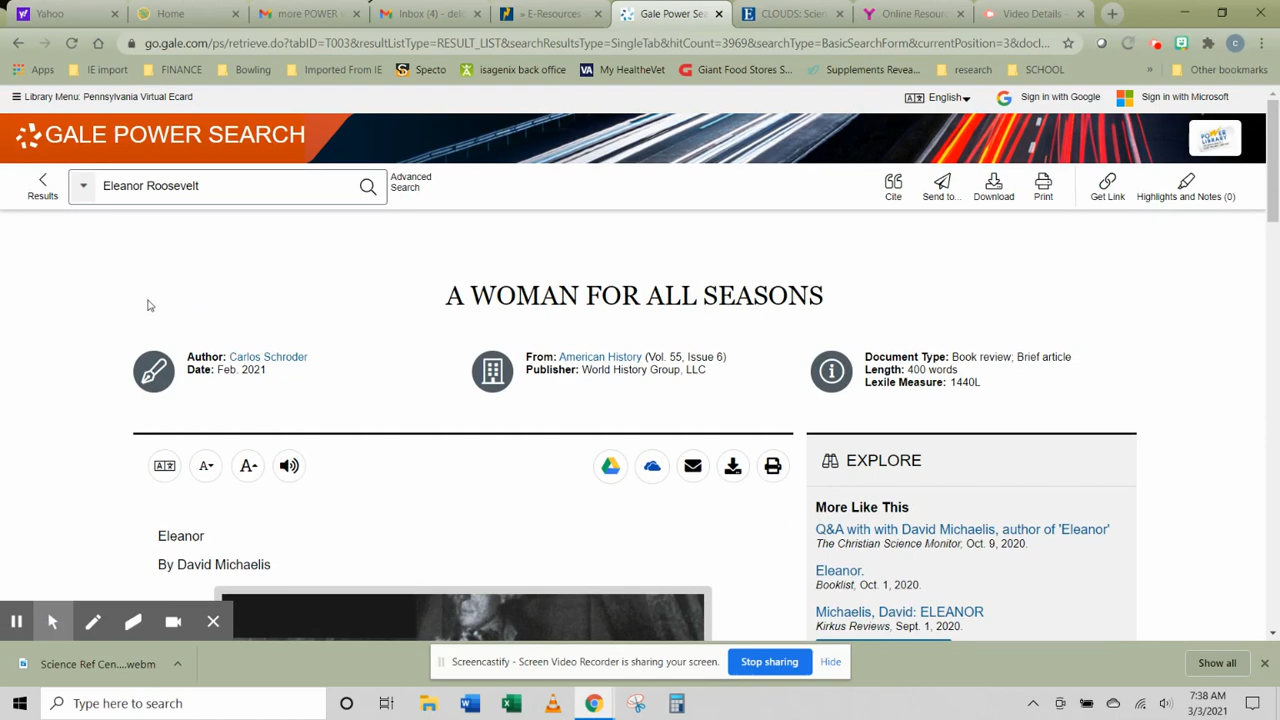 Yahoo
Home
more POWER s
Inbox (4) - del
» E-Resources
Gale Power Sea
CLOUDS: Scien
Online Resour
Video Details -
go.gale.com/ps/retrieve.do?tabID=T003&resultListType=RESULT_LIST&searchResultsType=SingleTab&hitCount=3969&searchType=BasicSearchForm&currentPosition=3&docI...
Apps IE import FINANCE Bowling Imported From IE Specto isagenix back office My HealtheVet Giant Food Stores S... Supplements Revea... research SCHOOL » Other bookmarks
Library Menu: Pennsylvania Virtual Ecard
English
Sign in with Google
Sign in with Microsoft
GALE POWER SEARCH
POWER LIBRARY
Results
Eleanor Roosevelt
Advanced
Search
Cite Send to... Download Print Get Link Highlights and Notes (0)
A WOMAN FOR ALL SEASONS
Author: Carlos Schroder
Date: Feb. 2021
From: American History (Vol. 55, Issue 6)
Publisher: World History Group, LLC
Document Type: Book review; Brief article
Length: 400 words
Lexile Measure: 1440L
EXPLORE
More Like This
Q&A with with David Michaelis, author of 'Eleanor'
The Christian Science Monitor, Oct. 9, 2020.
Eleanor.
Booklist, Oct. 1, 2020.
Michaelis, David: ELEANOR
Kirkus Reviews, Sept. 1, 2020.
Eleanor
By David Michaelis
Science Ref Cen....webm
Screencastify - Screen Video Recorder is sharing your screen.
Stop sharing
Hide
Show all
Type here to search
7:38 AM
3/3/2021